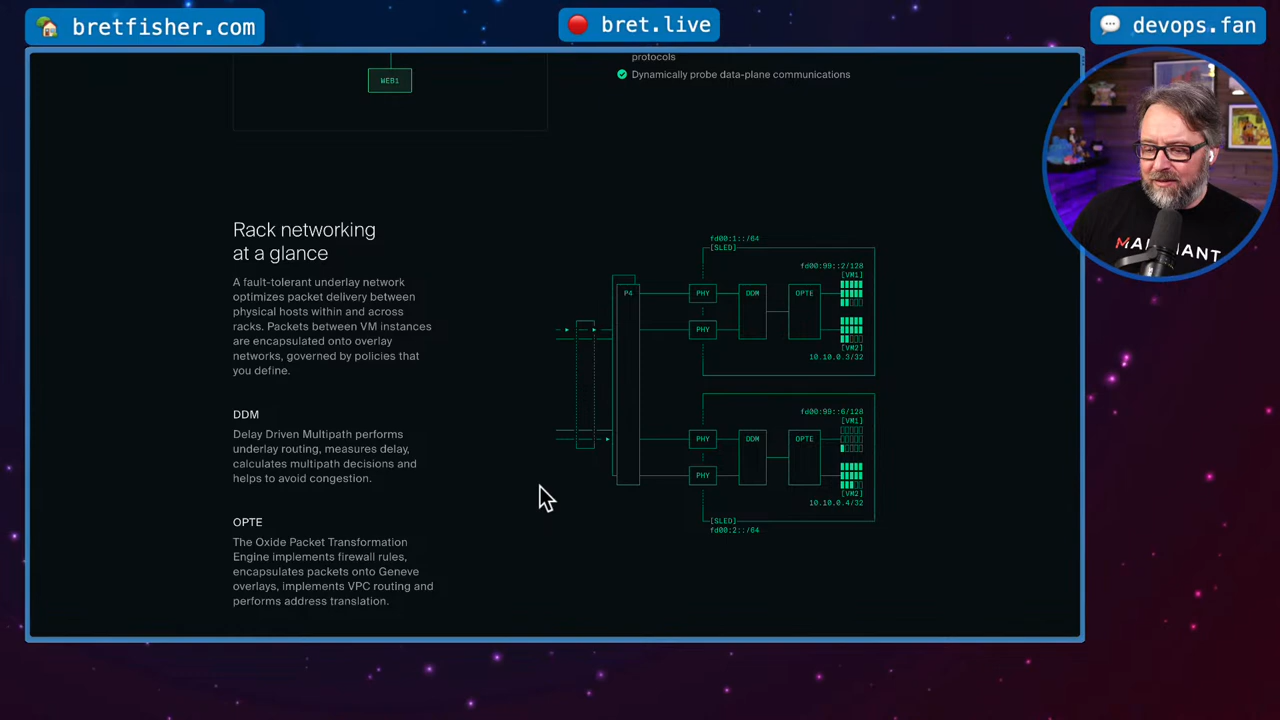 bretfisher.com
bret.live
devops.fan
protocols
Dynamically probe data-plane communications
WEB1
Rack networking
at a glance
A fault-tolerant underlay network
optimizes packet delivery between
physical hosts within and across
racks. Packets between VM instances
are encapsulated onto overlay
networks, governed by policies that
you define.
DDM
Delay Driven Multipath performs
underlay routing, measures delay,
calculates multipath decisions and
helps to avoid congestion.
OPTE
The Oxide Packet Transformation
Engine implements firewall rules,
encapsulates packets onto Geneve
overlays, implements VPC routing and
performs address translation.
fd00:1::/64
[SLED]
fd00:99::2/128
[VM1]
P4
PHY
DDM
OPTE
PHY
[VM2]
10.10.0.3/32
fd00:99::6/128
[VM1]
PHY
DDM
OPTE
PHY
[VM2]
10.10.0.4/32
[SLED]
fd00:2::/64